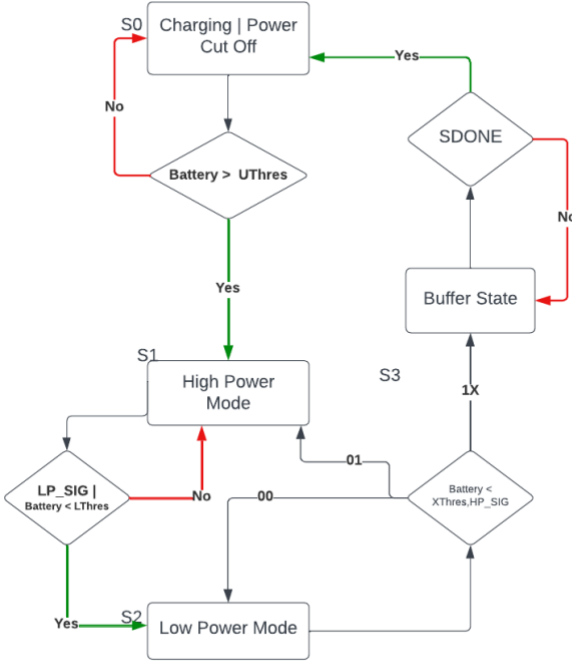 S0
Charging | Power
Cut Off
Yes
No
SDONE
Battery > UThres
No
Yes
Buffer State
S1
High Power
Mode
S3
1X
01
LP_SIG |
Battery < LThres
No
00
Battery <
XThres,HP_SIG
Yes
S2
Low Power Mode